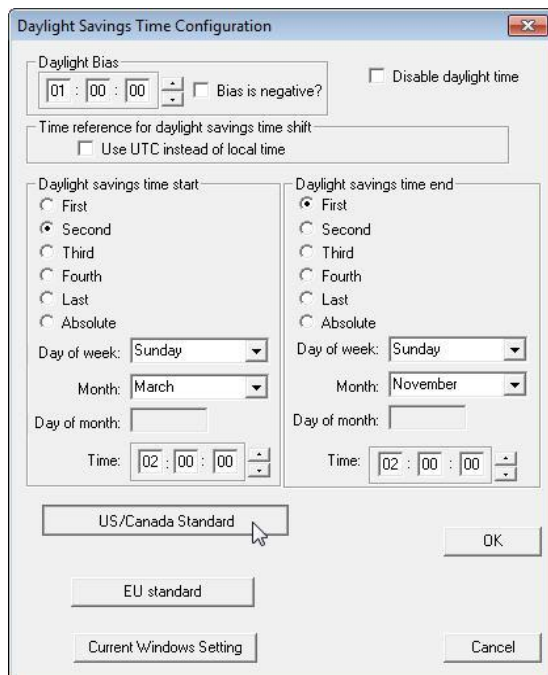 Daylight Savings Time Configuration
Daylight Bias
01 : 00 : 00
Bias is negative?
Disable daylight time
Time reference for daylight savings time shift
Use UTC instead of local time
Daylight savings time start
First
Second
Third
Fourth
Last
Absolute
Day of week: Sunday
Month: March
Day of month:
Time: 02 : 00 : 00
Daylight savings time end
First
Second
Third
Fourth
Last
Absolute
Day of week: Sunday
Month: November
Day of month:
Time: 02 : 00 : 00
US/Canada Standard
OK
EU standard
Current Windows Setting
Cancel